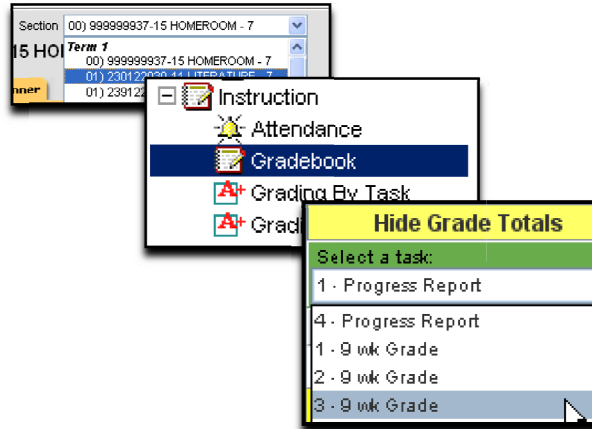 Section 00) 999999937-15 HOMEROOM - 7
15 HO
Term 1
00) 999999937-15 HOMEROOM - 7
01) 230122030-11 LITERATURE - 7
nner
01) 23912
Instruction
Attendance
Gradebook
Grading By Task
Gradi
Hide Grade Totals
Select a task:
1 - Progress Report
4 - Progress Report
1 - 9 wk Grade
2 - 9 wk Grade
3 - 9 wk Grade